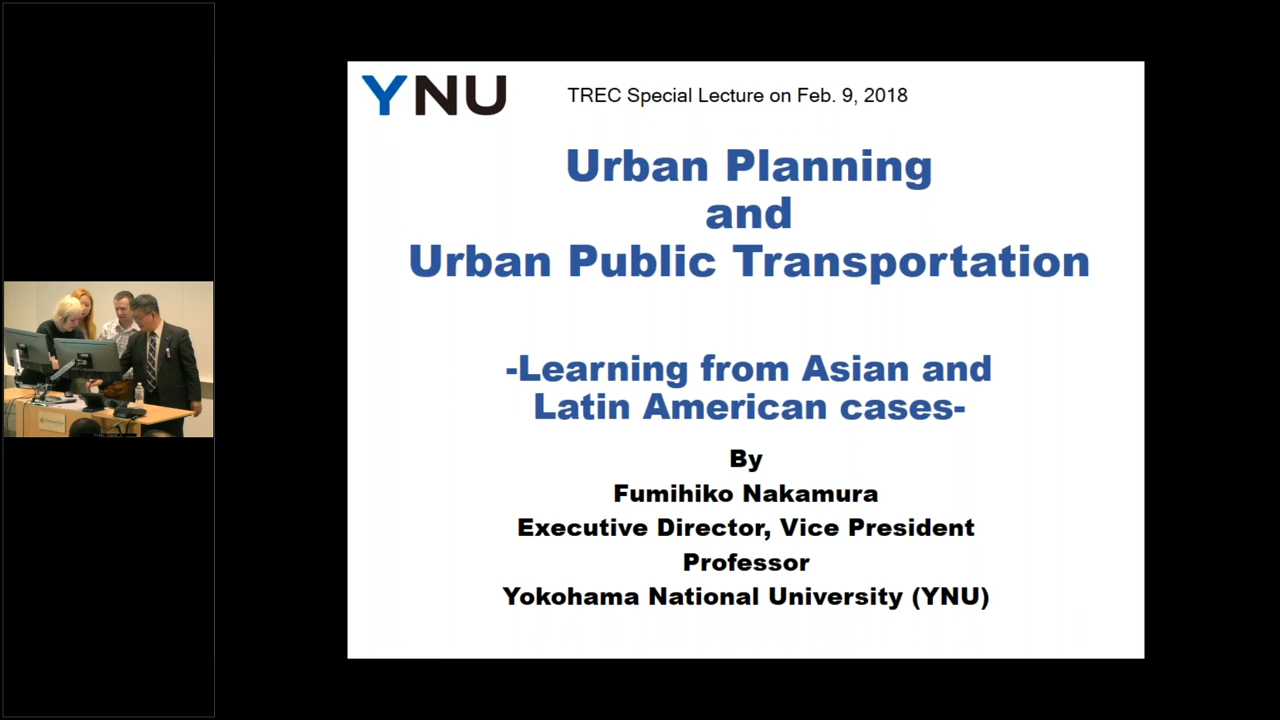 YNU
TREC Special Lecture on Feb. 9, 2018
Urban Planning
and
Urban Public Transportation
-Learning from Asian and
Latin American cases-
By
Fumihiko Nakamura
Executive Director, Vice President
Professor
Yokohama National University (YNU)